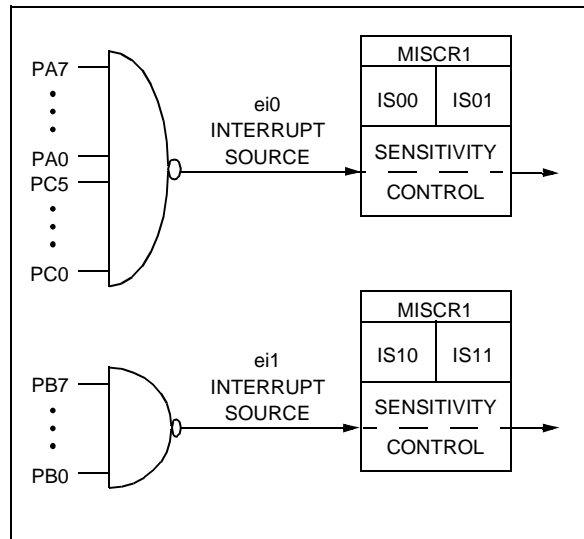 PA7
PA0
PC5
PC0
ei0
INTERRUPT
SOURCE
MISCR1
IS00 IS01
SENSITIVITY
CONTROL
PB7
PB0
ei1
INTERRUPT
SOURCE
MISCR1
IS10 IS11
SENSITIVITY
CONTROL